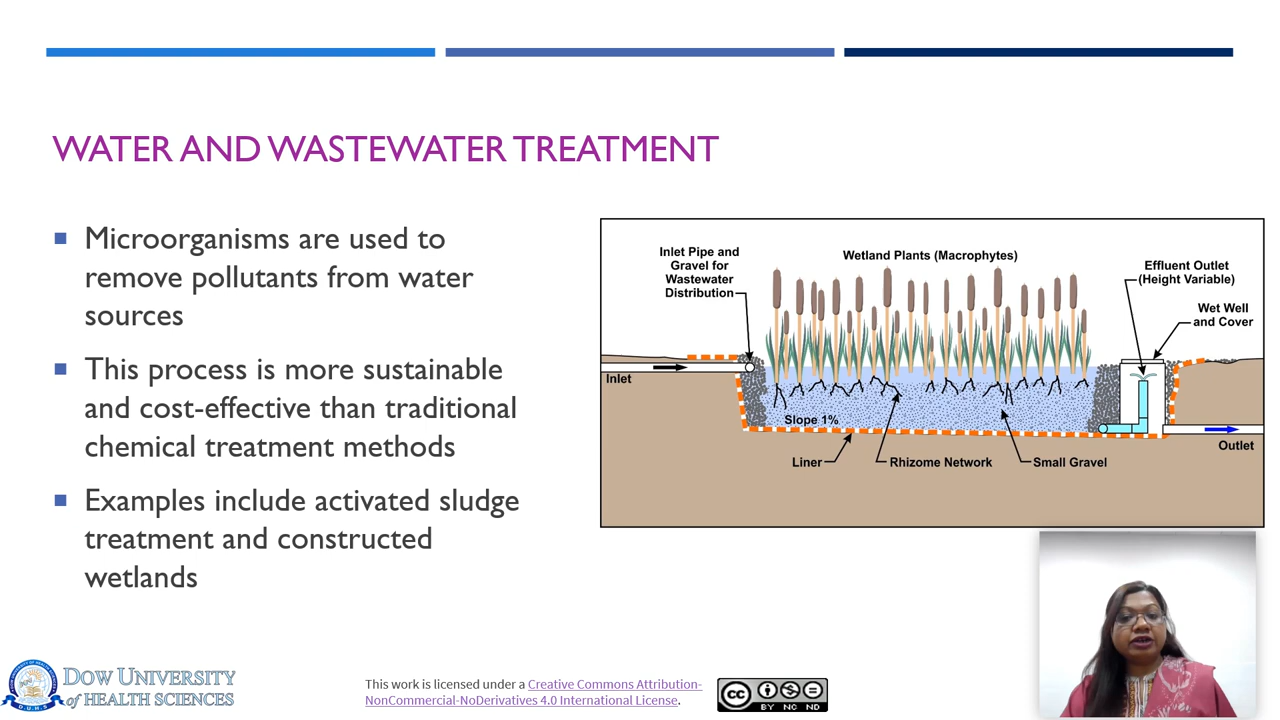 WATER AND WASTEWATER TREATMENT
Microorganisms are used to
remove pollutants from water
sources
This process is more sustainable
and cost-effective than traditional
chemical treatment methods
Examples include activated sludge
treatment and constructed
wetlands
Inlet Pipe and
Gravel for
Wastewater
Distribution
Wetland Plants (Macrophytes)
Effluent Outlet
(Height Variable)
Wet Well
and Cover
Inlet
Slope 1%
Liner
Rhizome Network
Small Gravel
Outlet
DOW UNIVERSITY
of HEALTH SCIENCES
This work is licensed under a Creative Commons Attribution-
NonCommercial-NoDerivatives 4.0 International License.
cc
BY NC ND